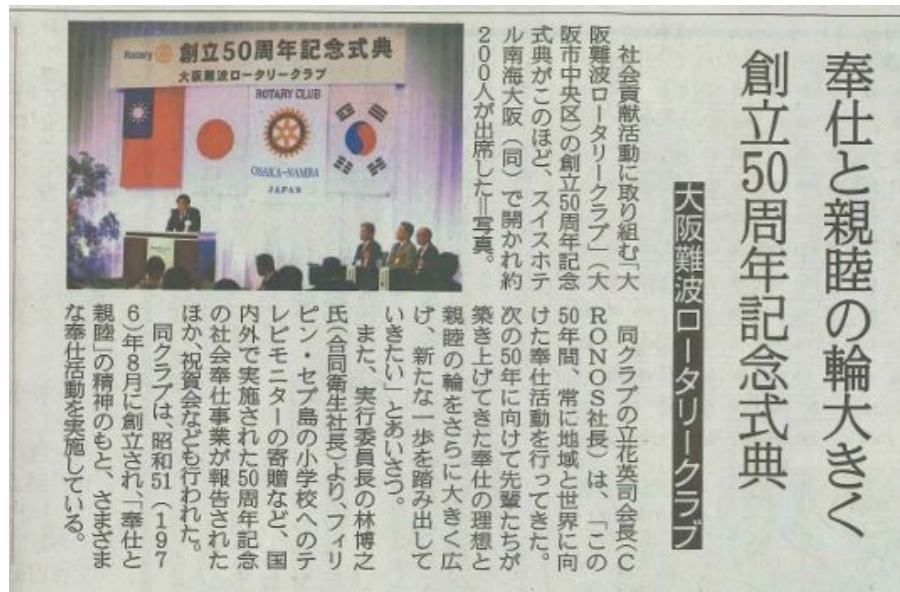 奉仕と親睦の輪大きく
創立50周年記念式典
大阪難波ロータリークラブ
Rotary
創立50周年記念式典
大阪難波ロータリークラブ
ROTARY CLUB
OSAKA-NAMBA
JAPAN
社会貢献活動に取り組む「大
阪難波ロータリークラブ」(大
阪市中央区)の創立50周年記念
式典がこのほど、スイスホテ
ル南海大阪(同)で開かれ約
200人が出席した=写真。
同クラブの立花英司会長(C
RONOS社長)は、「この
50年間、常に地域と世界に向
けた奉仕活動を行ってきた。
次の50年に向けて先輩たちが
築き上げてきた奉仕の理想と
親睦の輪をさらに大きく広
げ、新たな一歩を踏み出して
いきたい」とあいさつ。
また、実行委員長の林博之
氏(合同衛生社長)より、フィリ
ピン・セブ島の小学校へのテ
レビモニターの寄贈など、国
内外で実施された50周年記念
の社会奉仕事業が報告された
ほか、祝賀会なども行われた。
同クラブは、昭和51(197
6)年8月に創立され、「奉仕と
親睦」の精神のもと、さまざま
な奉仕活動を実施している。